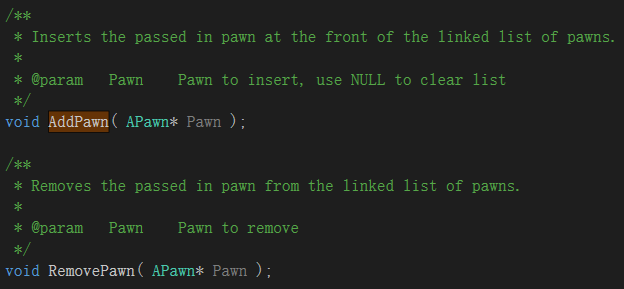 /**
 * Inserts the passed in pawn at the front of the linked list of pawns.
 *
 * @param   Pawn    Pawn to insert, use NULL to clear list
 */
void AddPawn( APawn* Pawn );

/**
 * Removes the passed in pawn from the linked list of pawns.
 *
 * @param   Pawn    Pawn to remove
 */
void RemovePawn( APawn* Pawn );